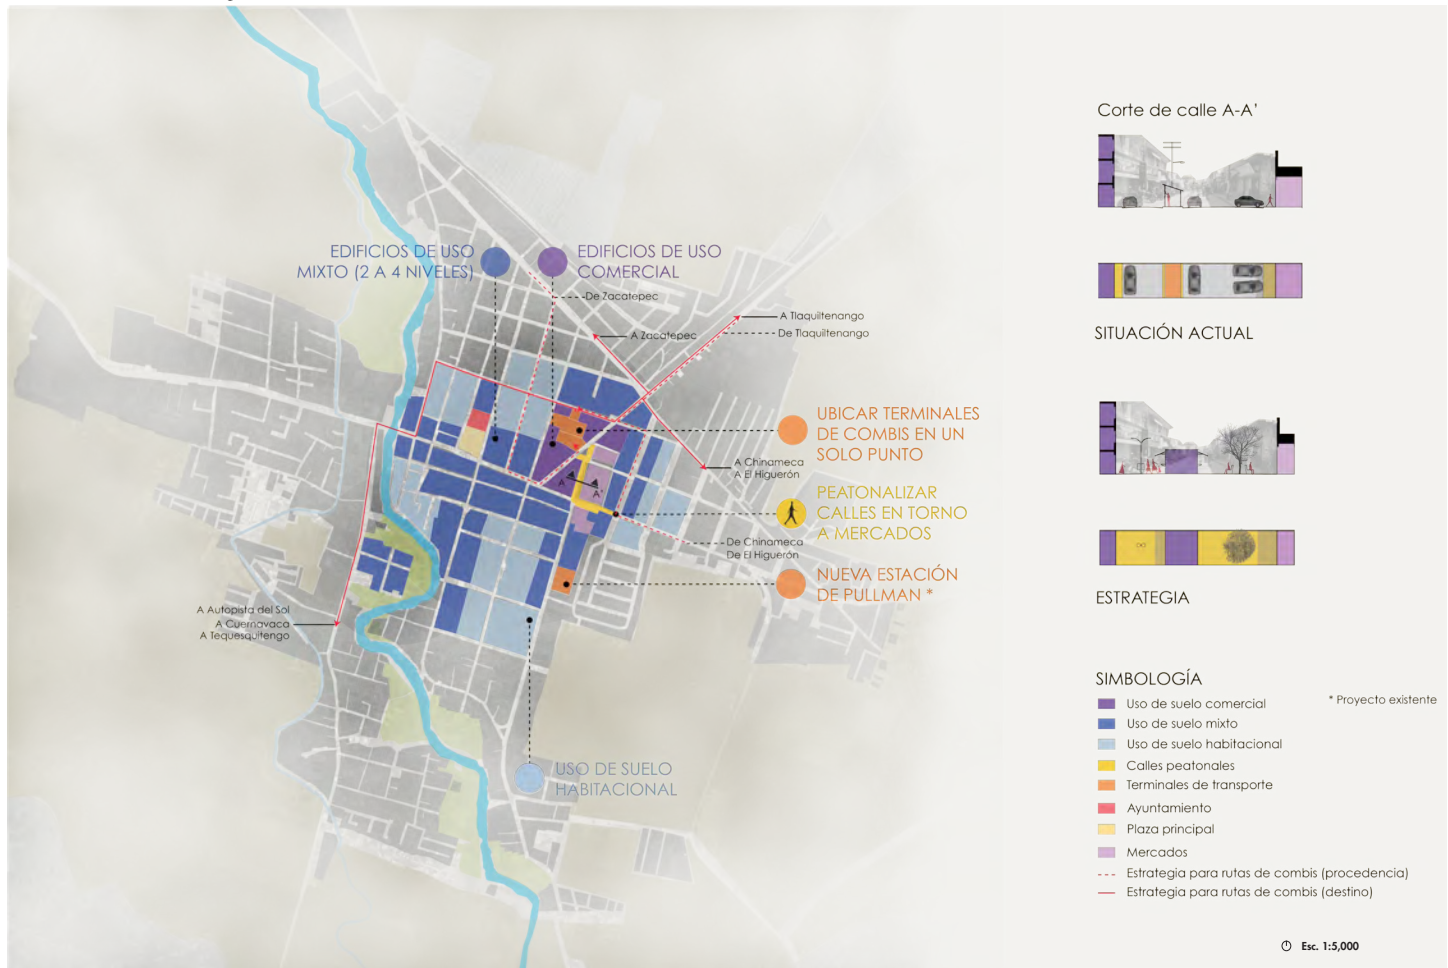 EDIFICIOS DE USO
MIXTO (2 A 4 NIVELES)
EDIFICIOS DE USO
COMERCIAL
De Zacatepec
A Zacatepec
A Tlaquiltenango
De Tlaquiltenango
UBICAR TERMINALES
DE COMBIS EN UN
SOLO PUNTO
A Chinameca
A El Higuerón
A
A'
PEATONALIZAR
CALLES EN TORNO
A MERCADOS
De Chinameca
De El Higuerón
NUEVA ESTACIÓN
DE PULLMAN *
A Autopista del Sol
A Cuernavaca
A Tequesquitengo
USO DE SUELO
HABITACIONAL
Corte de calle A-A'
SITUACIÓN ACTUAL
ESTRATEGIA
SIMBOLOGÍA
* Proyecto existente
Uso de suelo comercial
Uso de suelo mixto
Uso de suelo habitacional
Calles peatonales
Terminales de transporte
Ayuntamiento
Plaza principal
Mercados
Estrategia para rutas de combis (procedencia)
Estrategia para rutas de combis (destino)
Esc. 1:5,000